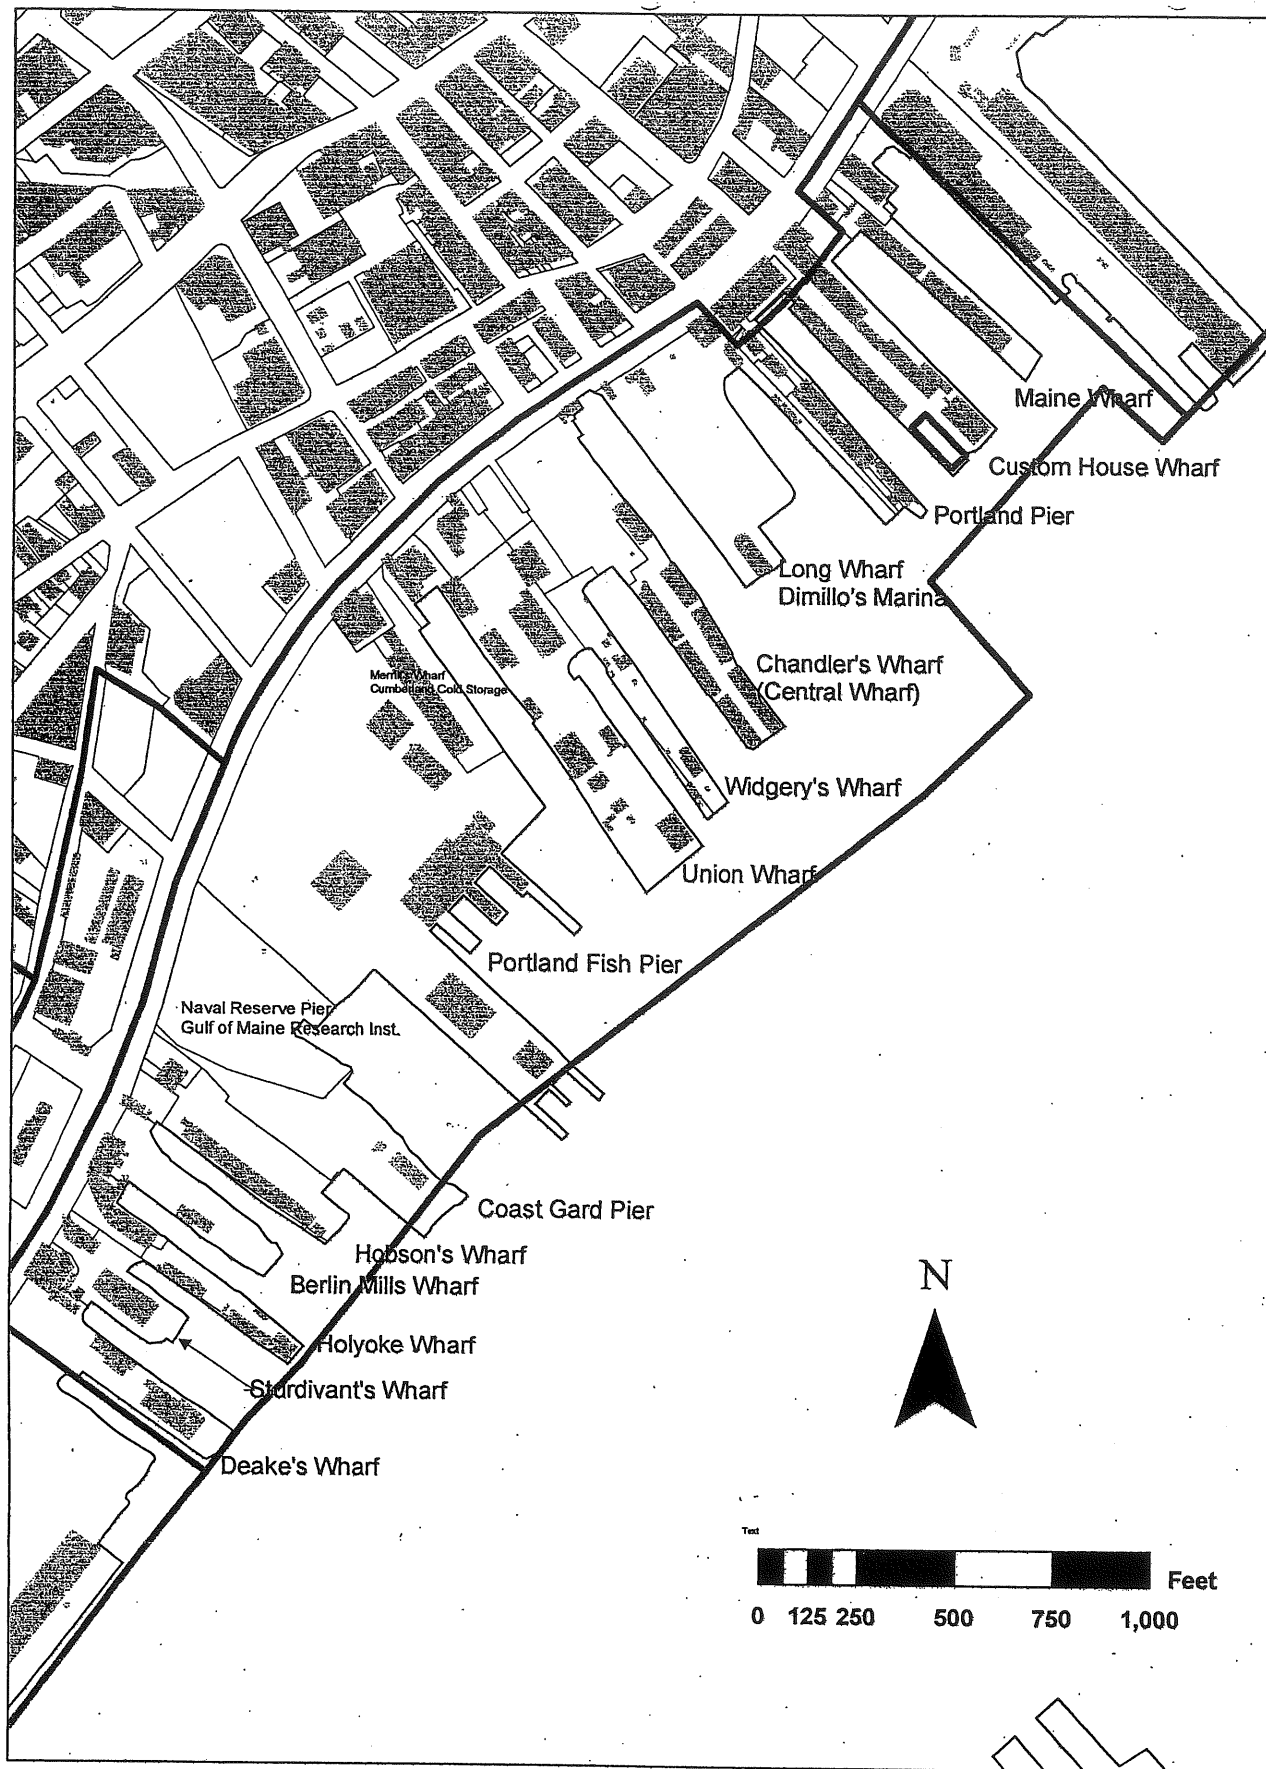 Maine Wharf
Custom House Wharf
Portland Pier
Long Wharf
Dimillo's Marina
Chandler's Wharf
(Central Wharf)
Merrill's Wharf
Cumberland Cold Storage
Widgery's Wharf
Union Wharf
Portland Fish Pier
Naval Reserve Pier
Gulf of Maine Research Inst.
Coast Gard Pier
Hobson's Wharf
Berlin Mills Wharf
Holyoke Wharf
Sturdivant's Wharf
Deake's Wharf
N
Text
Feet
0 125 250 500 750 1,000